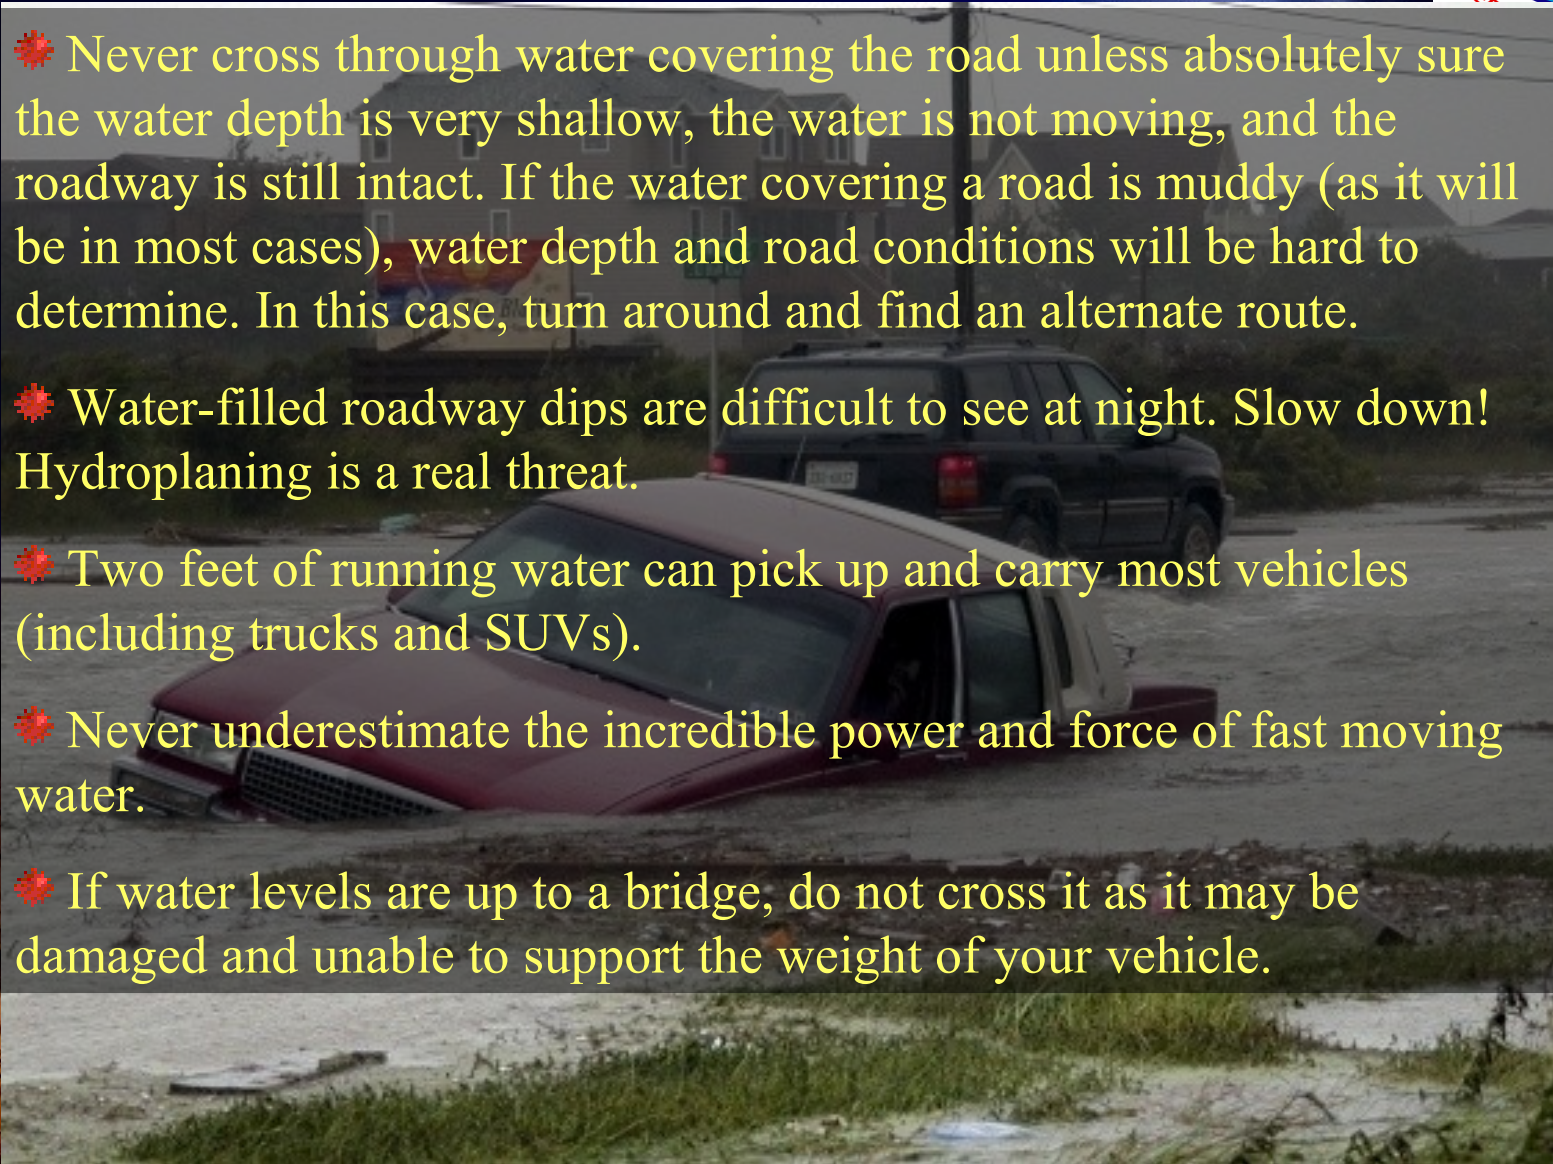 Never cross through water covering the road unless absolutely sure
the water depth is very shallow, the water is not moving, and the
roadway is still intact. If the water covering a road is muddy (as it will
be in most cases), water depth and road conditions will be hard to
determine. In this case, turn around and find an alternate route.
Water-filled roadway dips are difficult to see at night. Slow down!
Hydroplaning is a real threat.
Two feet of running water can pick up and carry most vehicles
(including trucks and SUVs).
Never underestimate the incredible power and force of fast moving
water.
If water levels are up to a bridge, do not cross it as it may be
damaged and unable to support the weight of your vehicle.